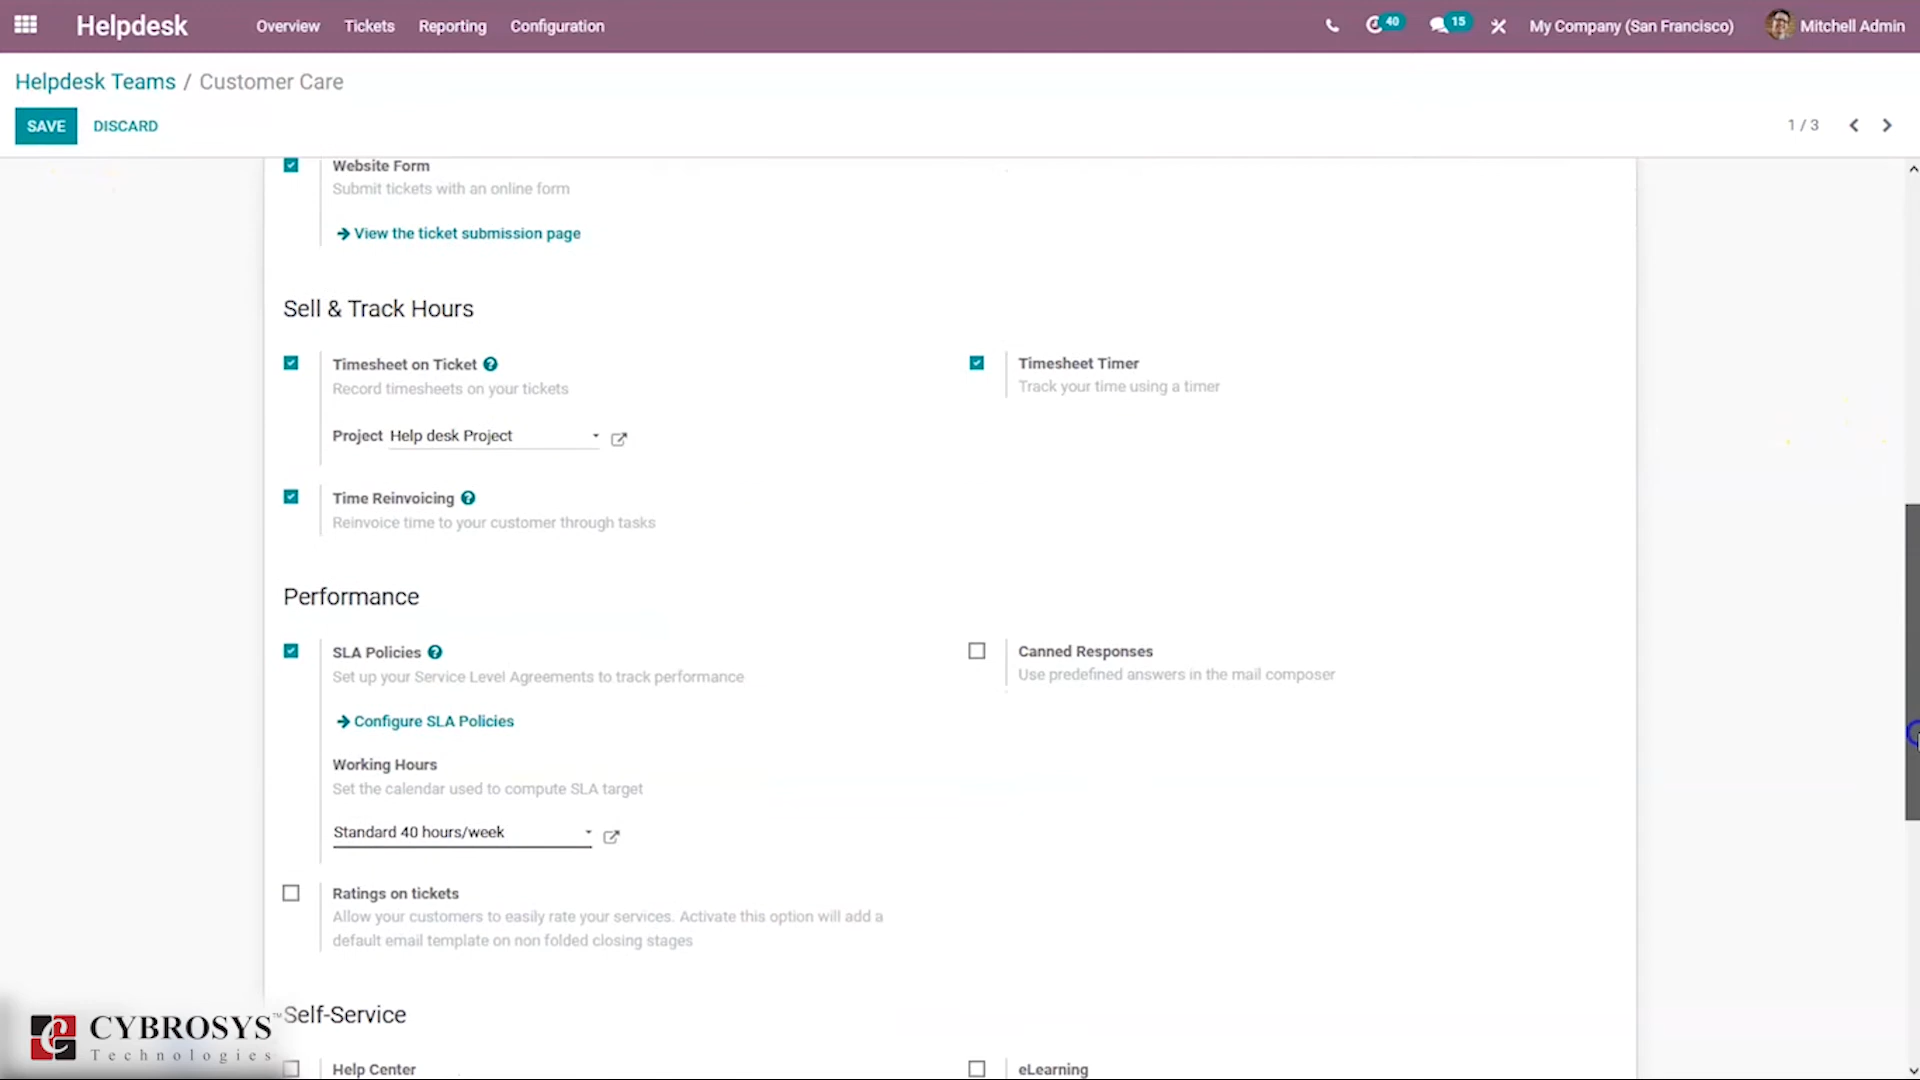 Helpdesk Overview Tickets Reporting Configuration 40 15 My Company (San Francisco) Mitchell Admin
Helpdesk Teams / Customer Care
SAVE DISCARD 1 / 3
Website Form
Submit tickets with an online form
View the ticket submission page
Sell & Track Hours
Timesheet on Ticket ?
Record timesheets on your tickets
Project Help desk Project
Timesheet Timer
Track your time using a timer
Time Reinvoicing ?
Reinvoice time to your customer through tasks
Performance
SLA Policies ?
Set up your Service Level Agreements to track performance
Configure SLA Policies
Working Hours
Set the calendar used to compute SLA target
Standard 40 hours/week
Canned Responses
Use predefined answers in the mail composer
Ratings on tickets
Allow your customers to easily rate your services. Activate this option will add a
default email template on non folded closing stages
Self-Service
Help Center
eLearning
CYBROSYS™
Technologies